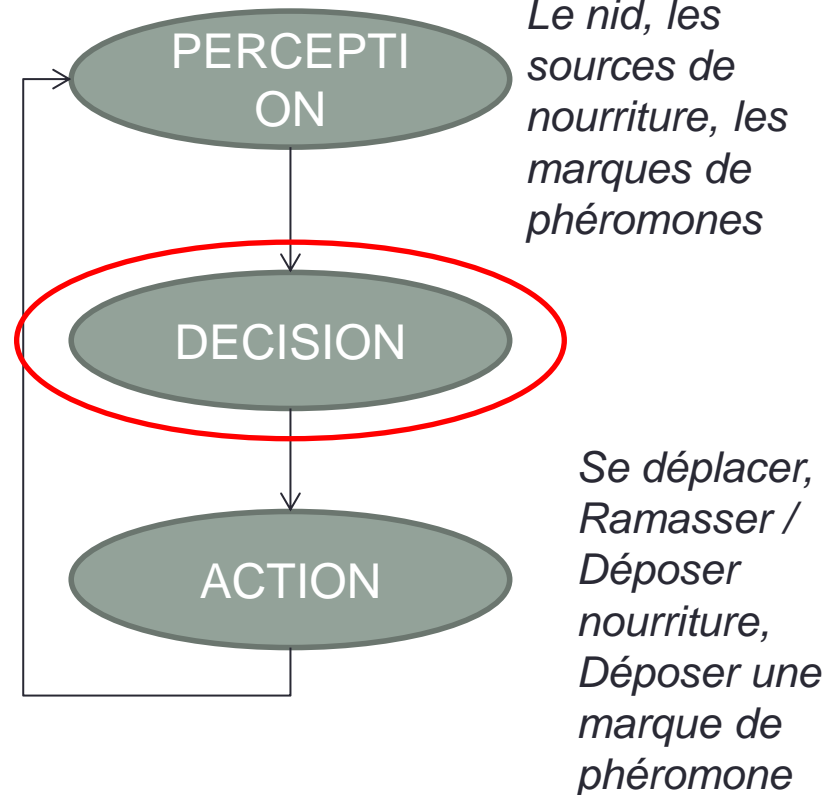 PERCEPTI
ON
Le nid, les
sources de
nourriture, les
marques de
phéromones
DECISION
Se déplacer,
Ramasser /
Déposer
nourriture,
Déposer une
marque de
phéromone
ACTION